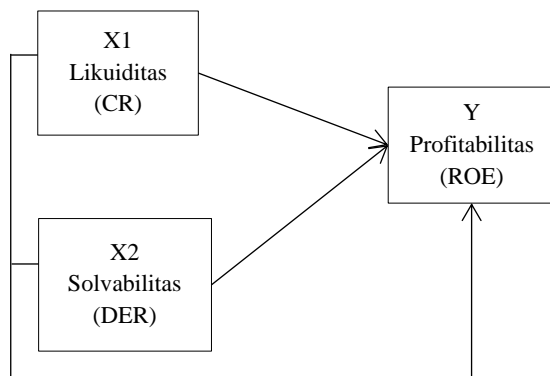 X1
Likuiditas
(CR)
Y
Profitabilitas
(ROE)
X2
Solvabilitas
(DER)